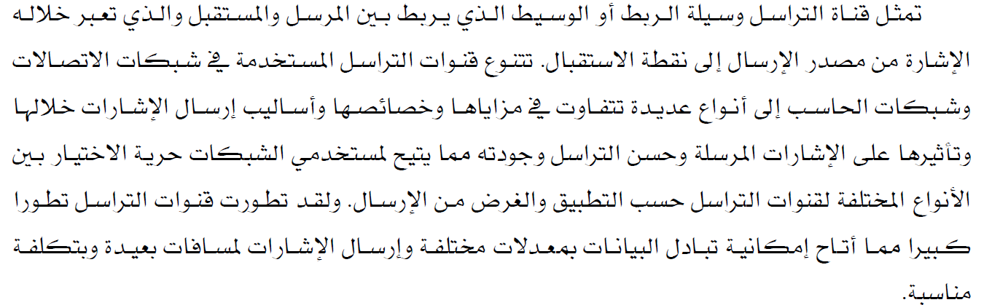 تمثل قناة التراسل وسيلة الربط أو الوسيط الذي يربط بين المرسل والمستقبل والذي تعبر خلاله
الإشارة من مصدر الإرسال إلى نقطة الاستقبال. تتنوع قنوات التراسل المستخدمة في شبكات الاتصالات
وشبكات الحاسب إلى أنواع عديدة تتفاوت في مزاياها وخصائصها وأساليب إرسال الإشارات خلالها
وتأثيرها على الإشارات المرسلة وحسن التراسل وجودته مما يتيح لمستخدمي الشبكات حرية الاختيار بين
الأنواع المختلفة لقنوات التراسل حسب التطبيق والغرض من الإرسال. ولقد تطورت قنوات التراسل تطورا
كبيرا مما أتاح إمكانية تبادل البيانات بمعدلات مختلفة وإرسال الإشارات لمسافات بعيدة وبتكلفة
مناسبة.